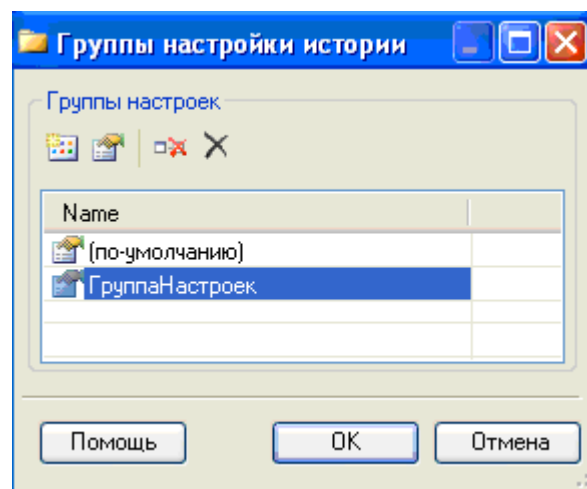 Группы настройки истории
Группы настроек
Name
(по-умолчанию)
ГруппаНастроек
Помощь
OK
Отмена